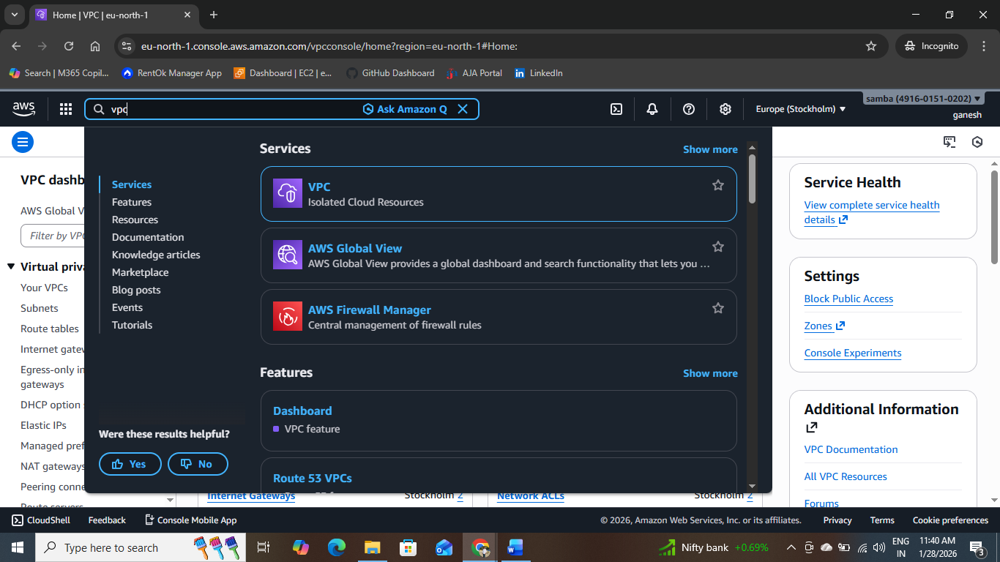 Home | VPC | eu-north-1
eu-north-1.console.aws.amazon.com/vpcconsole/home?region=eu-north-1#Home:
Incognito
Search | M365 Copil...
RentOk Manager App
Dashboard | EC2 | e...
GitHub Dashboard
AJA Portal
LinkedIn
aws
vpc
Ask Amazon Q
Europe (Stockholm)
samba (4916-0151-0202)
ganesh
VPC dashb
AWS Global V
Filter by VPC
Virtual priva
Your VPCs
Subnets
Route tables
Internet gatew
Egress-only in
gateways
DHCP option s
Elastic IPs
Managed pref
NAT gateways
Peering conne
Route servers
Services
Features
Resources
Documentation
Knowledge articles
Marketplace
Blog posts
Events
Tutorials
Were these results helpful?
Yes
No
Services
Show more
VPC
Isolated Cloud Resources
AWS Global View
AWS Global View provides a global dashboard and search functionality that lets you ...
AWS Firewall Manager
Central management of firewall rules
Features
Show more
Dashboard
VPC feature
Route 53 VPCs
Internet Gateways
Stockholm 2
Network ACLs
Stockholm 2
Service Health
View complete service health
details
Settings
Block Public Access
Zones
Console Experiments
Additional Information
VPC Documentation
All VPC Resources
Forums
CloudShell
Feedback
Console Mobile App
© 2026, Amazon Web Services, Inc. or its affiliates.
Privacy
Terms
Cookie preferences
Type here to search
Nifty bank +0.69%
ENG
IN
11:40 AM
1/28/2026
3